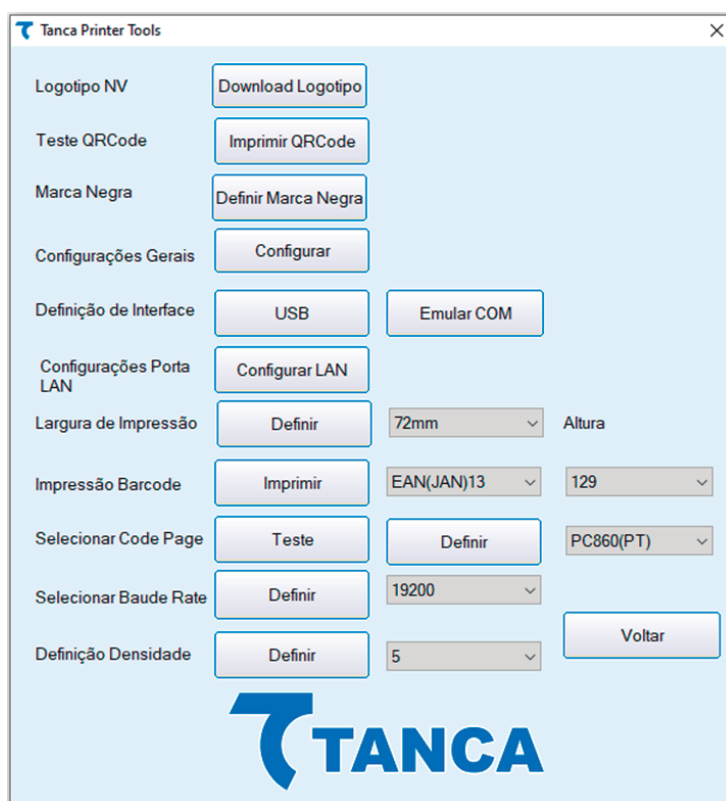 Tanca Printer Tools
Logotipo NV
Download Logotipo
Teste QRCode
Imprimir QRCode
Marca Negra
Definir Marca Negra
Configurações Gerais
Configurar
Definição de Interface
USB
Emular COM
Configurações Porta
LAN
Configurar LAN
Largura de Impressão
Definir
72mm
Altura
Impressão Barcode
Imprimir
EAN(JAN)13
129
Selecionar Code Page
Teste
Definir
PC860(PT)
Selecionar Baude Rate
Definir
19200
Voltar
Definição Densidade
Definir
5
TANCA